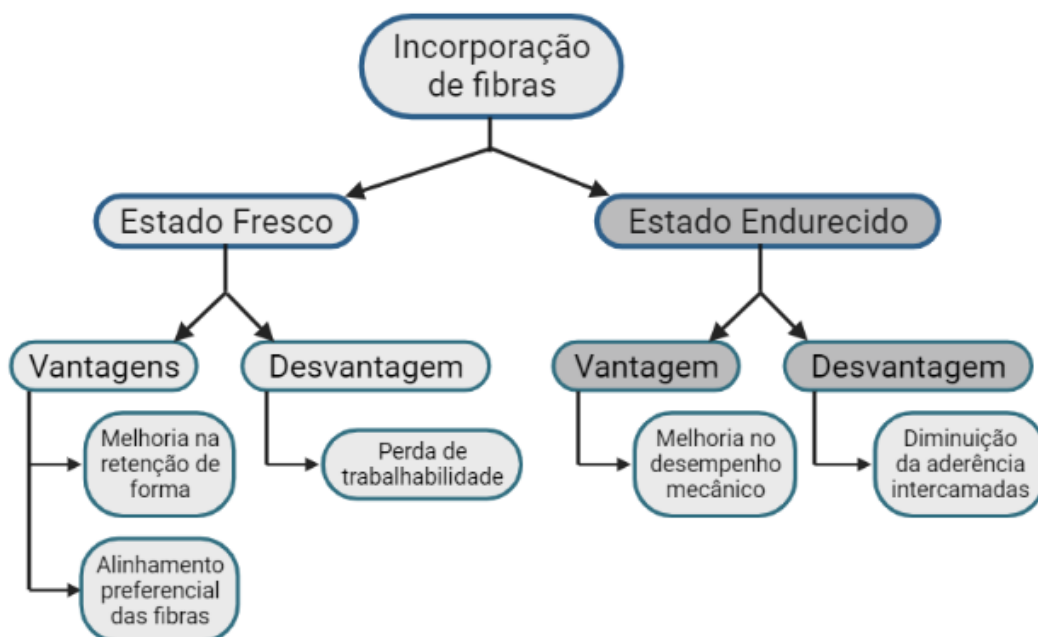 Incorporação
de fibras
Estado Fresco
Estado Endurecido
Vantagens
Desvantagem
Vantagem
Desvantagem
Melhoria na
retenção de
forma
Perda de
trabalhabilidade
Melhoria no
desempenho
mecânico
Diminuição
da aderência
intercamadas
Alinhamento
preferencial
das fibras